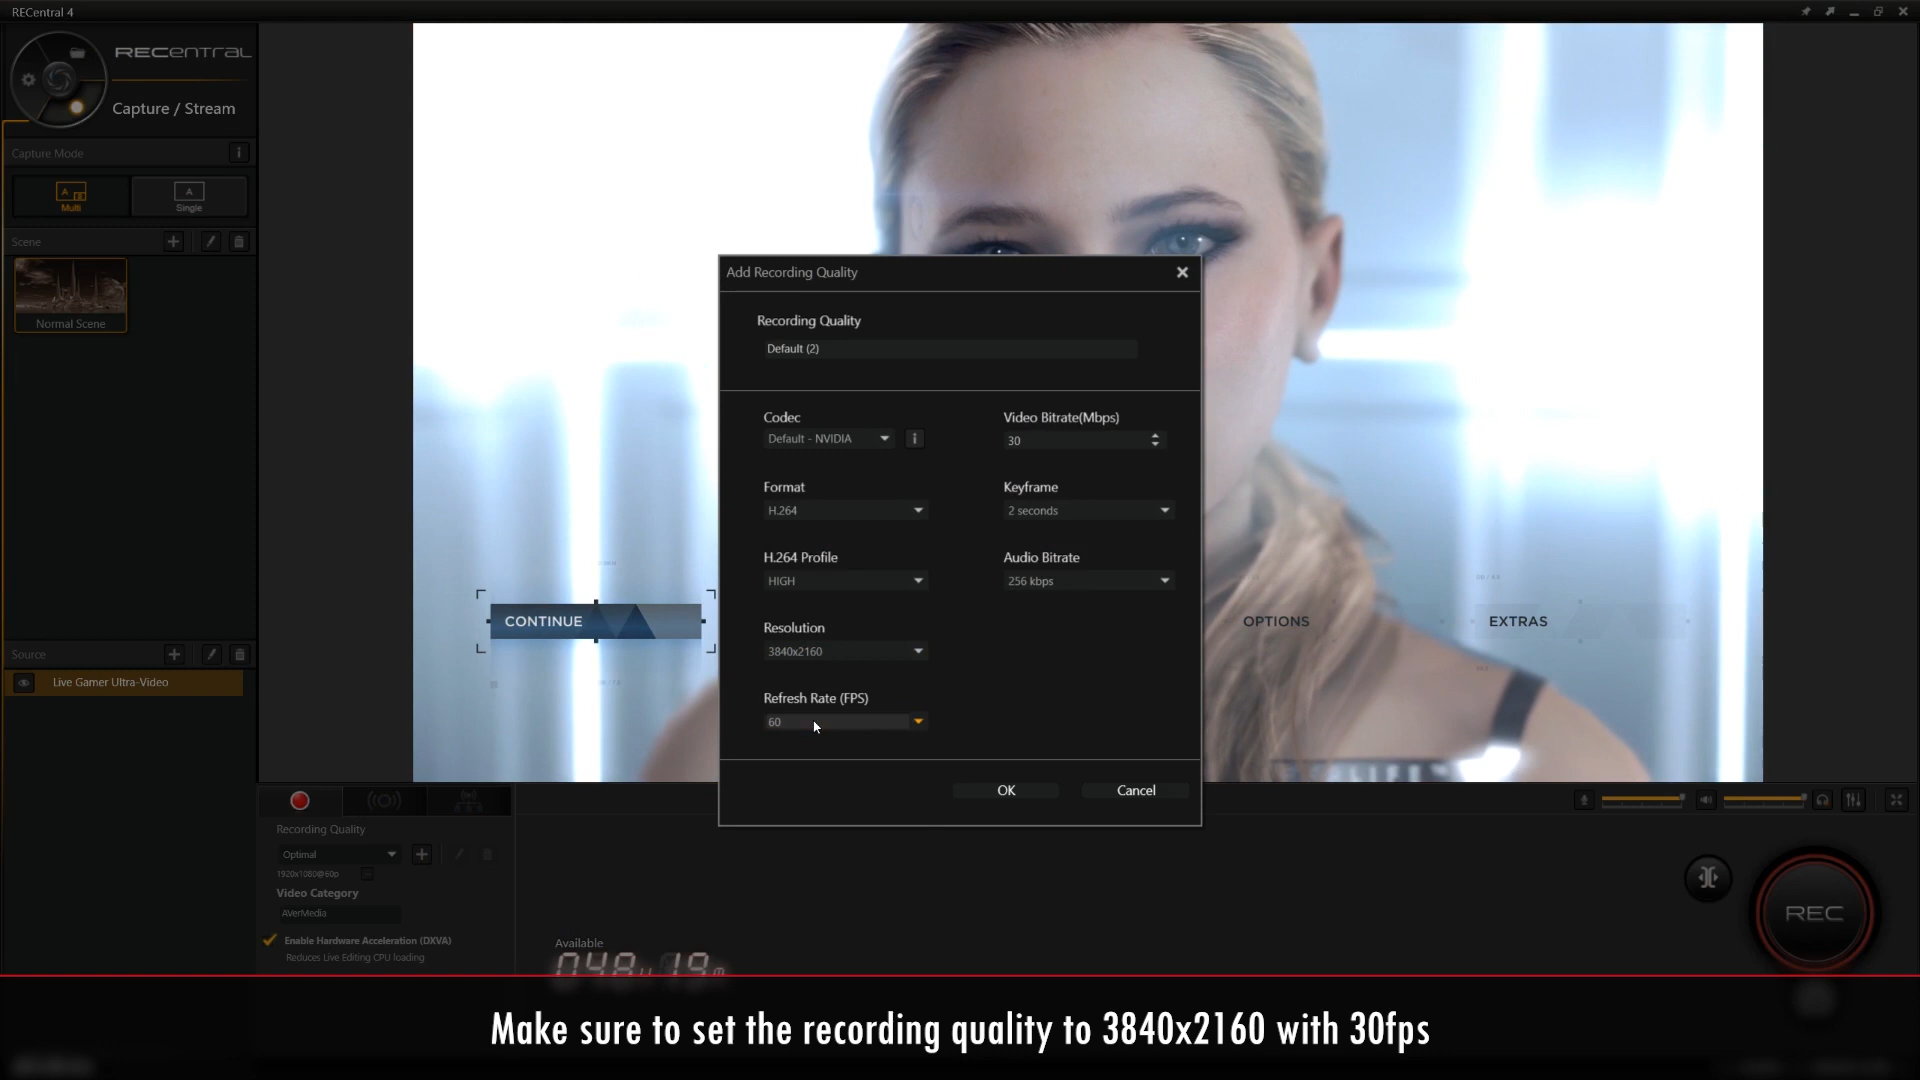 RECentral 4
RECentral
Capture / Stream
Capture Mode
i
A
A
Multi
Single
Scene
Normal Scene
Source
Live Gamer Ultra-Video
Add Recording Quality
Recording Quality
Default (2)
Codec
Video Bitrate(Mbps)
Default - NVIDIA
i
30
Format
Keyframe
H.264
2 seconds
H.264 Profile
Audio Bitrate
HIGH
256 kbps
Resolution
3840x2160
Refresh Rate (FPS)
60
OK
Cancel
CONTINUE
OPTIONS
EXTRAS
Recording Quality
Optimal
1920x1080@60p
Video Category
AVerMedia
Enable Hardware Acceleration (DXVA)
Reduces Live Editing CPU loading
Available
048h 19m
REC
Make sure to set the recording quality to 3840x2160 with 30fps